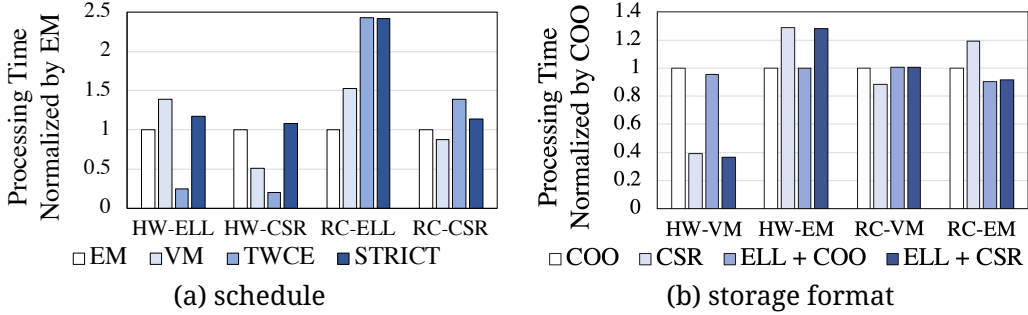 Processing Time
Normalized by EM
2.5
2
1.5
1
0.5
0
HW-ELL HW-CSR RC-ELL RC-CSR
EM VM TWCE STRICT
(a) schedule
Processing Time
Normalized by COO
1.4
1.2
1
0.8
0.6
0.4
0.2
0
HW-VM HW-EM RC-VM RC-EM
COO CSR ELL + COO ELL + CSR
(b) storage format